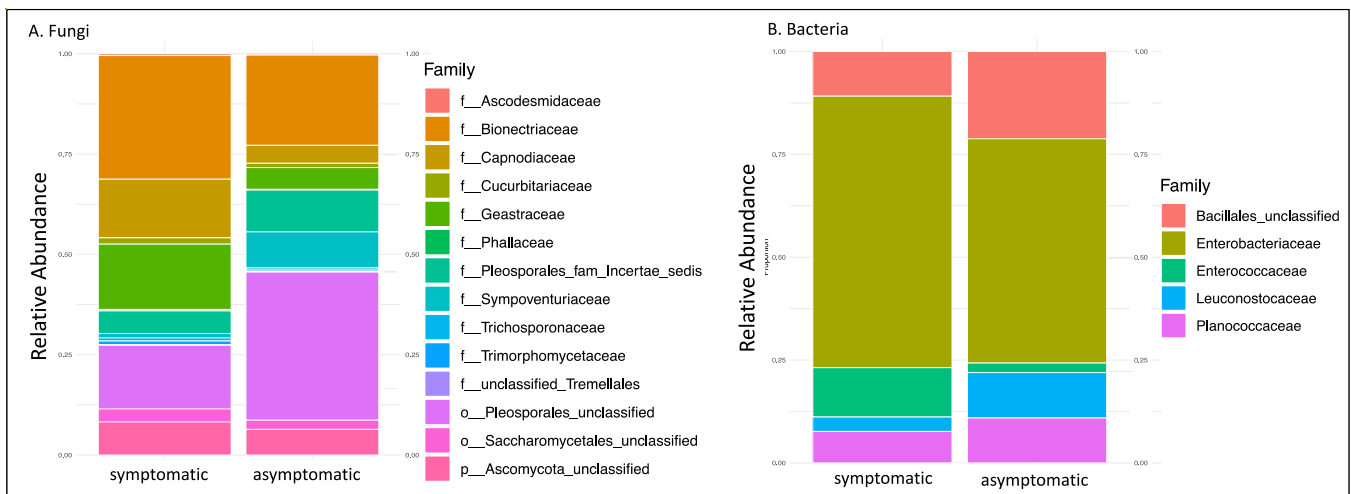 A. Fungi
Relative Abundance
1.00
0.75
0.50
0.25
0.00
1.00
0.75
0.50
0.25
0.00
symptomatic
asymptomatic
Family
f__Ascodesmidaceae
f__Bionectriaceae
f__Capnodiaceae
f__Cucurbitariaceae
f__Geastraceae
f__Phallaceae
f__Pleosporales_fam_Incertae_sedis
f__Sympoventuriaceae
f__Trichosporonaceae
f__Trimorphomycetaceae
f__unclassified_Tremellales
o__Pleosporales_unclassified
o__Saccharomycetales_unclassified
p__Ascomycota_unclassified
B. Bacteria
Relative Abundance
1.00
0.75
0.50
0.25
0.00
1.00
0.75
0.50
0.25
0.00
symptomatic
asymptomatic
Family
Bacillales_unclassified
Enterobacteriaceae
Enterococcaceae
Leuconostocaceae
Planococcaceae